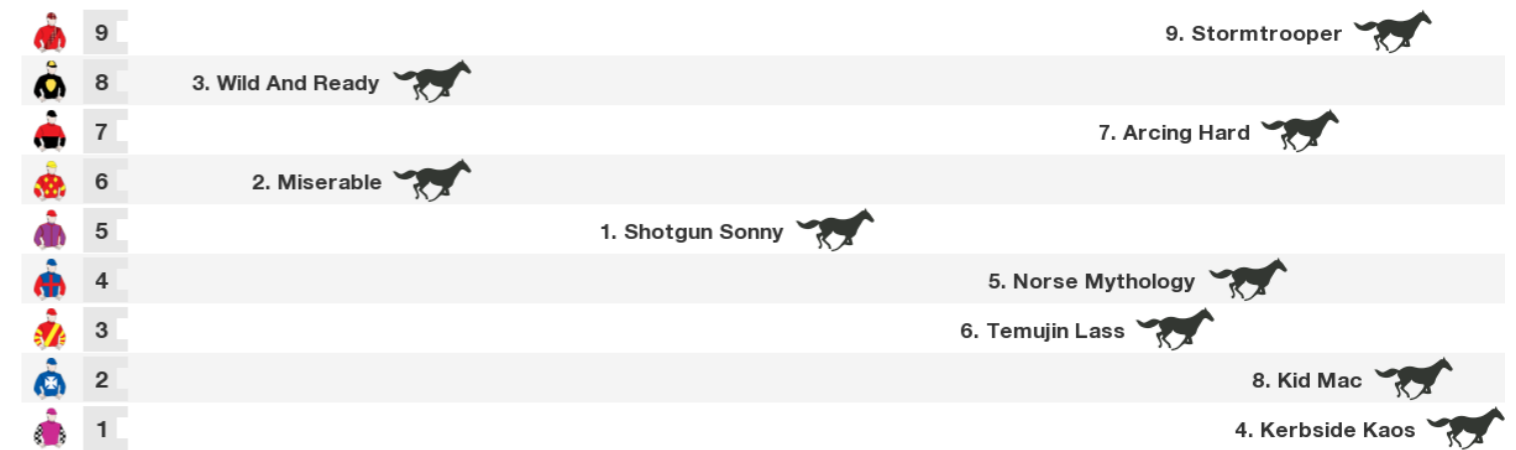 9 9. Stormtrooper
8 3. Wild And Ready
7 7. Arcing Hard
6 2. Miserable
5 1. Shotgun Sonny
4 5. Norse Mythology
3 6. Temujin Lass
2 8. Kid Mac
1 4. Kerbside Kaos